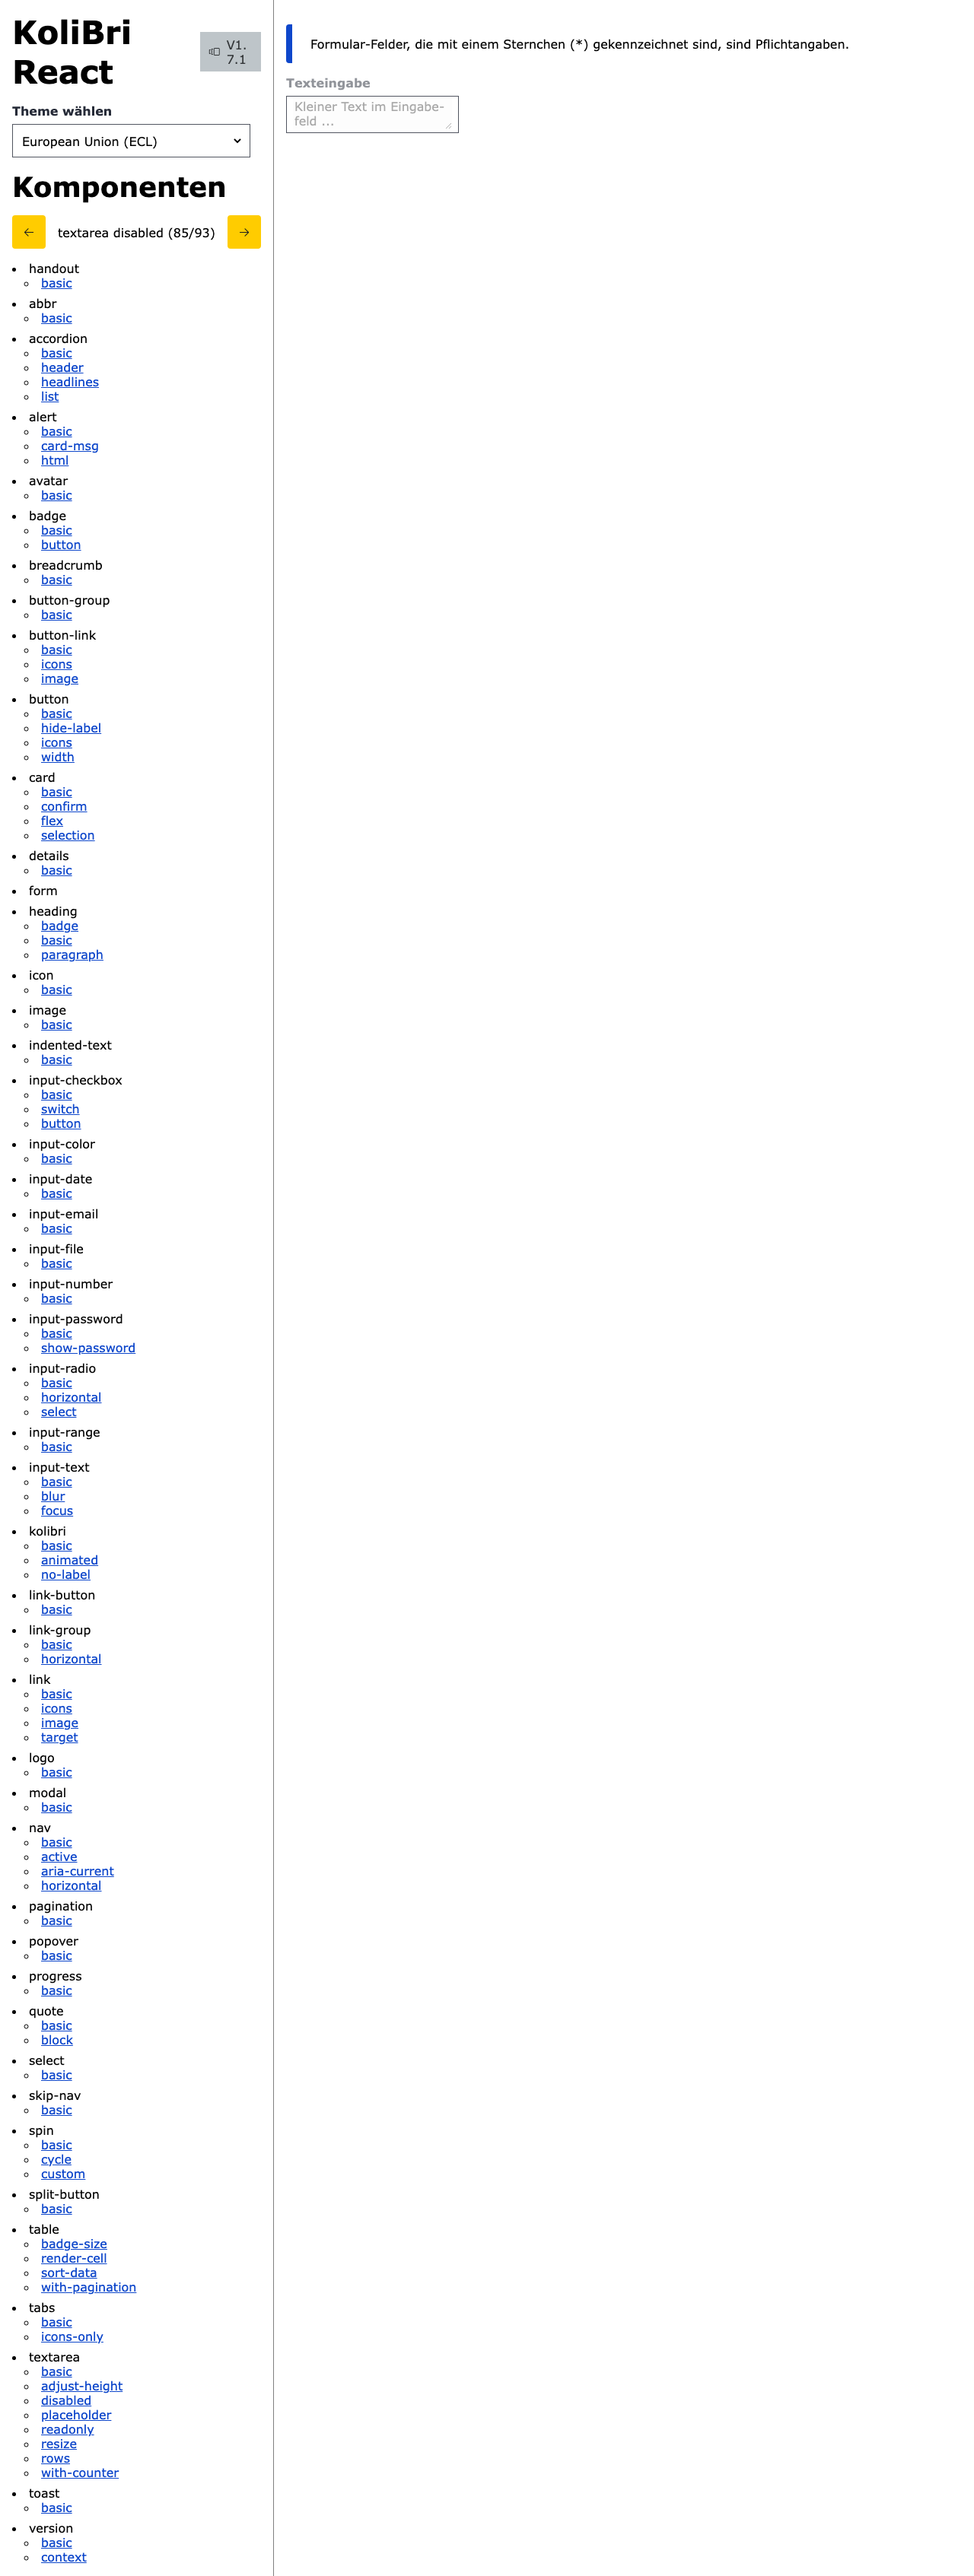 KoliBri
React
V1.
7.1
Theme wählen
European Union (ECL)
Komponenten
textarea disabled (85/93)
handout
basic
abbr
basic
accordion
basic
header
headlines
list
alert
basic
card-msg
html
avatar
basic
badge
basic
button
breadcrumb
basic
button-group
basic
button-link
basic
icons
image
button
basic
hide-label
icons
width
card
basic
confirm
flex
selection
details
basic
form
heading
badge
basic
paragraph
icon
basic
image
basic
indented-text
basic
input-checkbox
basic
switch
button
input-color
basic
input-date
basic
input-email
basic
input-file
basic
input-number
basic
input-password
basic
show-password
input-radio
basic
horizontal
select
input-range
basic
input-text
basic
blur
focus
kolibri
basic
animated
no-label
link-button
basic
link-group
basic
horizontal
link
basic
icons
image
target
logo
basic
modal
basic
nav
basic
active
aria-current
horizontal
pagination
basic
popover
basic
progress
basic
quote
basic
block
select
basic
skip-nav
basic
spin
basic
cycle
custom
split-button
basic
table
badge-size
render-cell
sort-data
with-pagination
tabs
basic
icons-only
textarea
basic
adjust-height
disabled
placeholder
readonly
resize
rows
with-counter
toast
basic
version
basic
context
Formular-Felder, die mit einem Sternchen (*) gekennzeichnet sind, sind Pflichtangaben.
Texteingabe
Kleiner Text im Eingabe-
feld ...